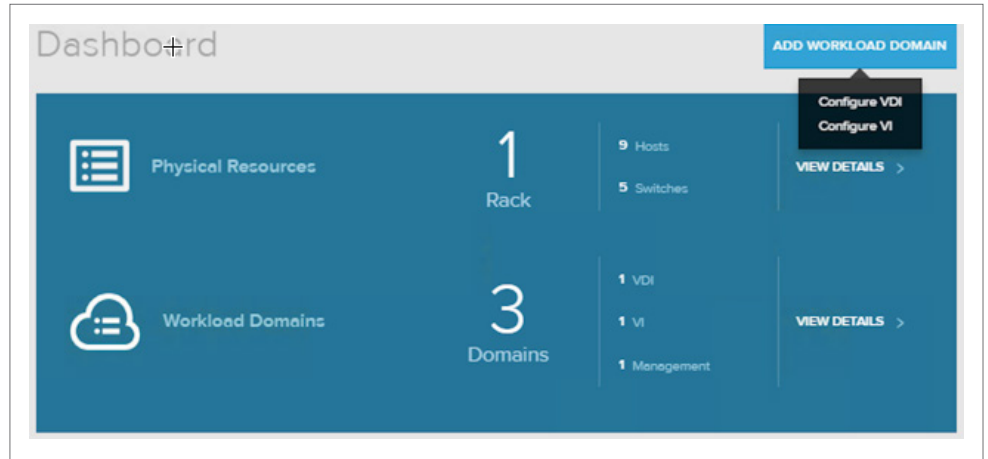 Dashboard
ADD WORKLOAD DOMAIN
Configure VDI
Configure VI
Physical Resources
1
Rack
9 Hosts
5 Switches
VIEW DETAILS >
Workload Domains
3
Domains
1 VDI
1 VI
1 Management
VIEW DETAILS >